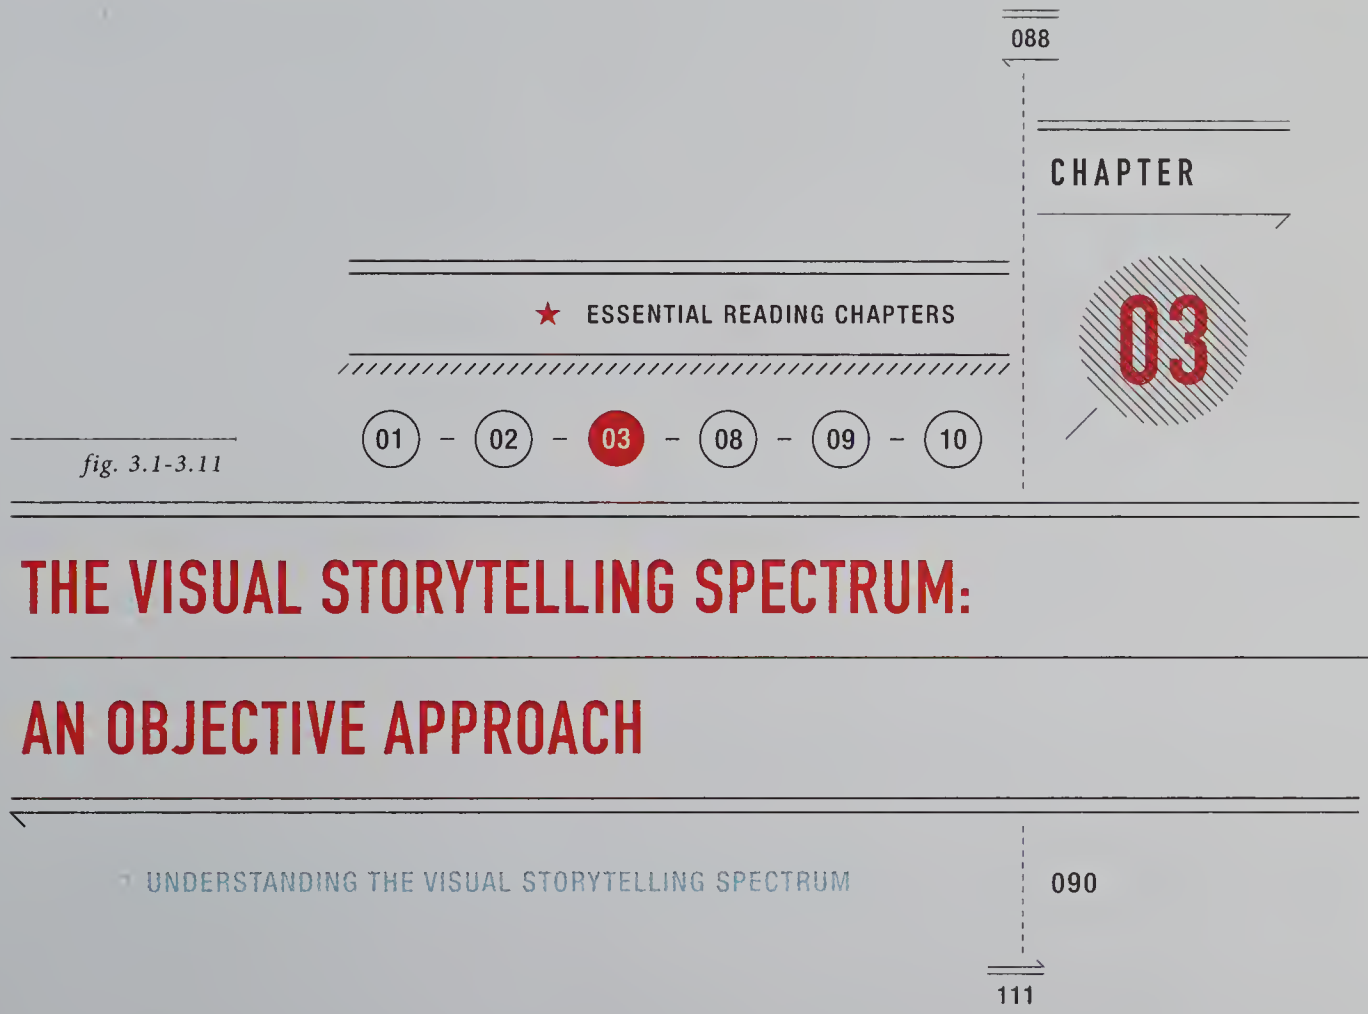 088
CHAPTER
03
★ ESSENTIAL READING CHAPTERS
01 – 02 – 03 – 08 – 09 – 10
fig. 3.1-3.11
THE VISUAL STORYTELLING SPECTRUM:
AN OBJECTIVE APPROACH
UNDERSTANDING THE VISUAL STORYTELLING SPECTRUM 090
111